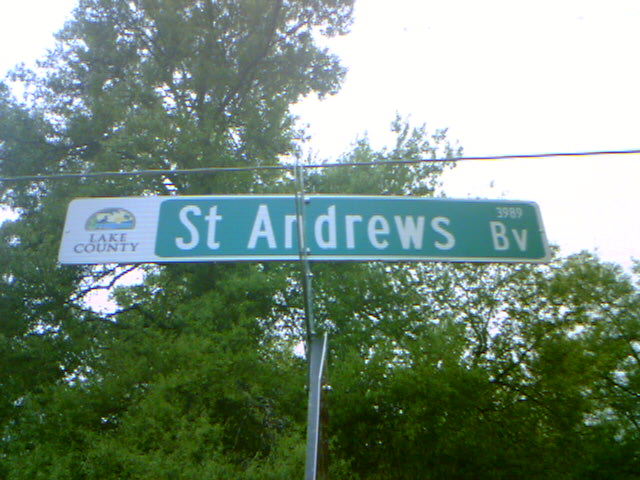 LAKE
COUNTY
St Andrews
3989
Bv